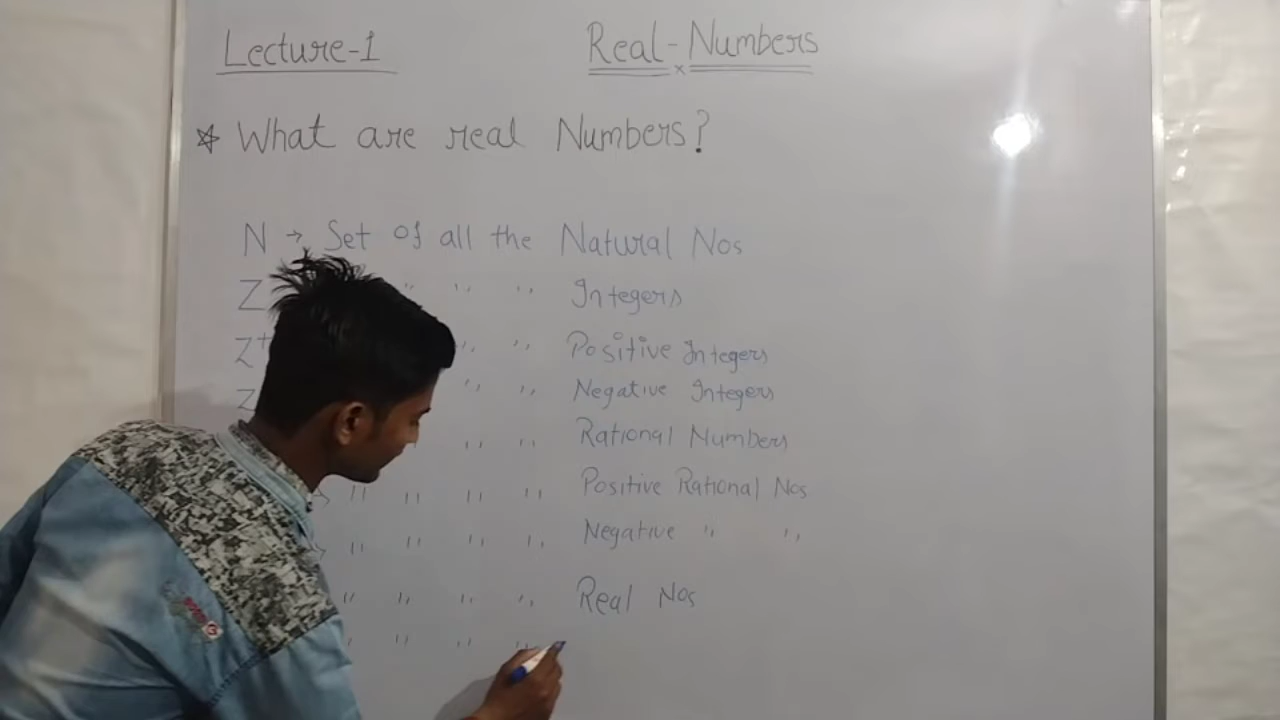 Lecture-1 Real-Numbers
What are real Numbers?
N → Set of all the Natural Nos
Z " " " Integers
Z+ " " Positive Integers
Z " " Negative Integers
" " " Rational Numbers
→ " " " " Positive Rational Nos
→ " " " " Negative " "
" " " " Real Nos
" " " "